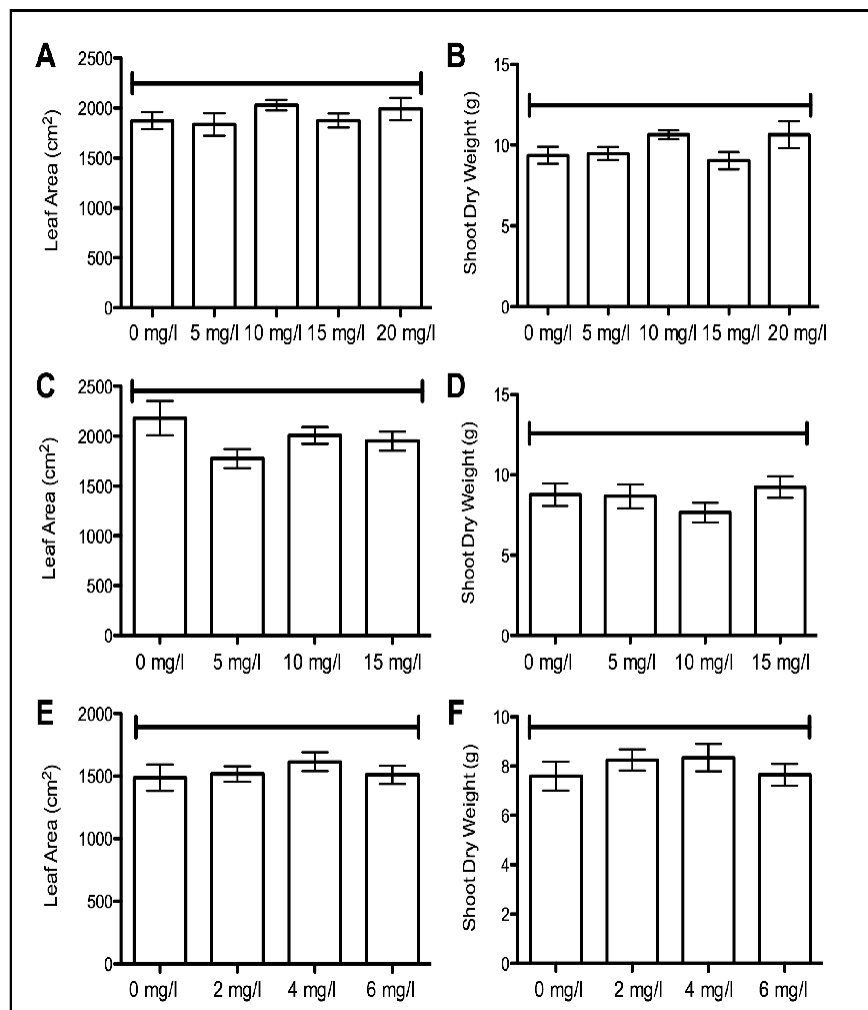 A
Leaf Area (cm²)
2500
2000
1500
1000
500
0
0 mg/l 5 mg/l 10 mg/l 15 mg/l 20 mg/l
B
Shoot Dry Weight (g)
15
10
5
0
0 mg/l 5 mg/l 10 mg/l 15 mg/l 20 mg/l
C
Leaf Area (cm²)
2500
2000
1500
1000
500
0
0 mg/l 5 mg/l 10 mg/l 15 mg/l
D
Shoot Dry Weight (g)
15
10
5
0
0 mg/l 5 mg/l 10 mg/l 15 mg/l
E
Leaf Area (cm²)
2000
1500
1000
500
0
0 mg/l 2 mg/l 4 mg/l 6 mg/l
F
Shoot Dry Weight (g)
10
8
6
4
2
0
0 mg/l 2 mg/l 4 mg/l 6 mg/l